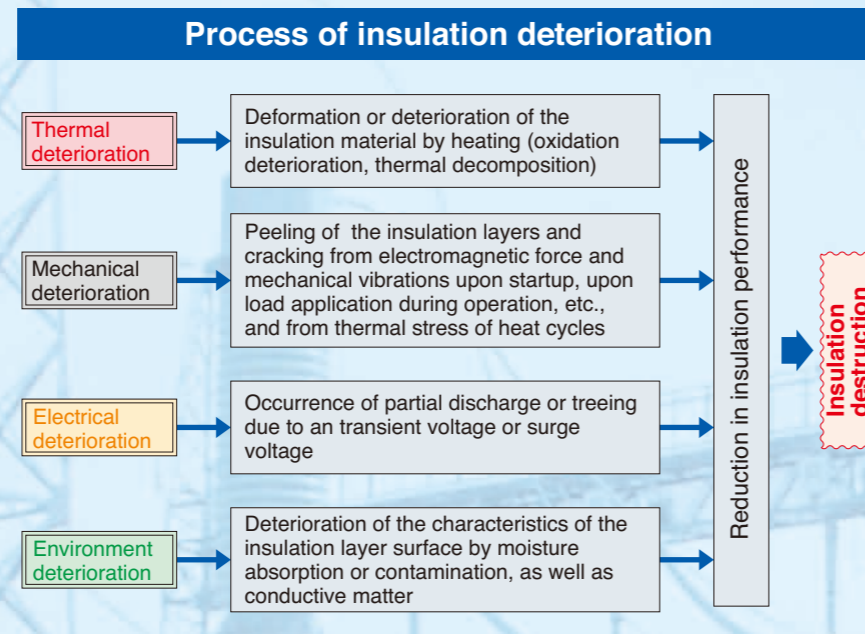 Process of insulation deterioration
Thermal
deterioration
Deformation or deterioration of the
insulation material by heating (oxidation
deterioration, thermal decomposition)
Mechanical
deterioration
Peeling of the insulation layers and
cracking from electromagnetic force and
mechanical vibrations upon startup, upon
load application during operation, etc.,
and from thermal stress of heat cycles
Electrical
deterioration
Occurrence of partial discharge or treeing
due to an transient voltage or surge
voltage
Environment
deterioration
Deterioration of the characteristics of the
insulation layer surface by moisture
absorption or contamination, as well as
conductive matter
Reduction in insulation performance
Insulation
destruction